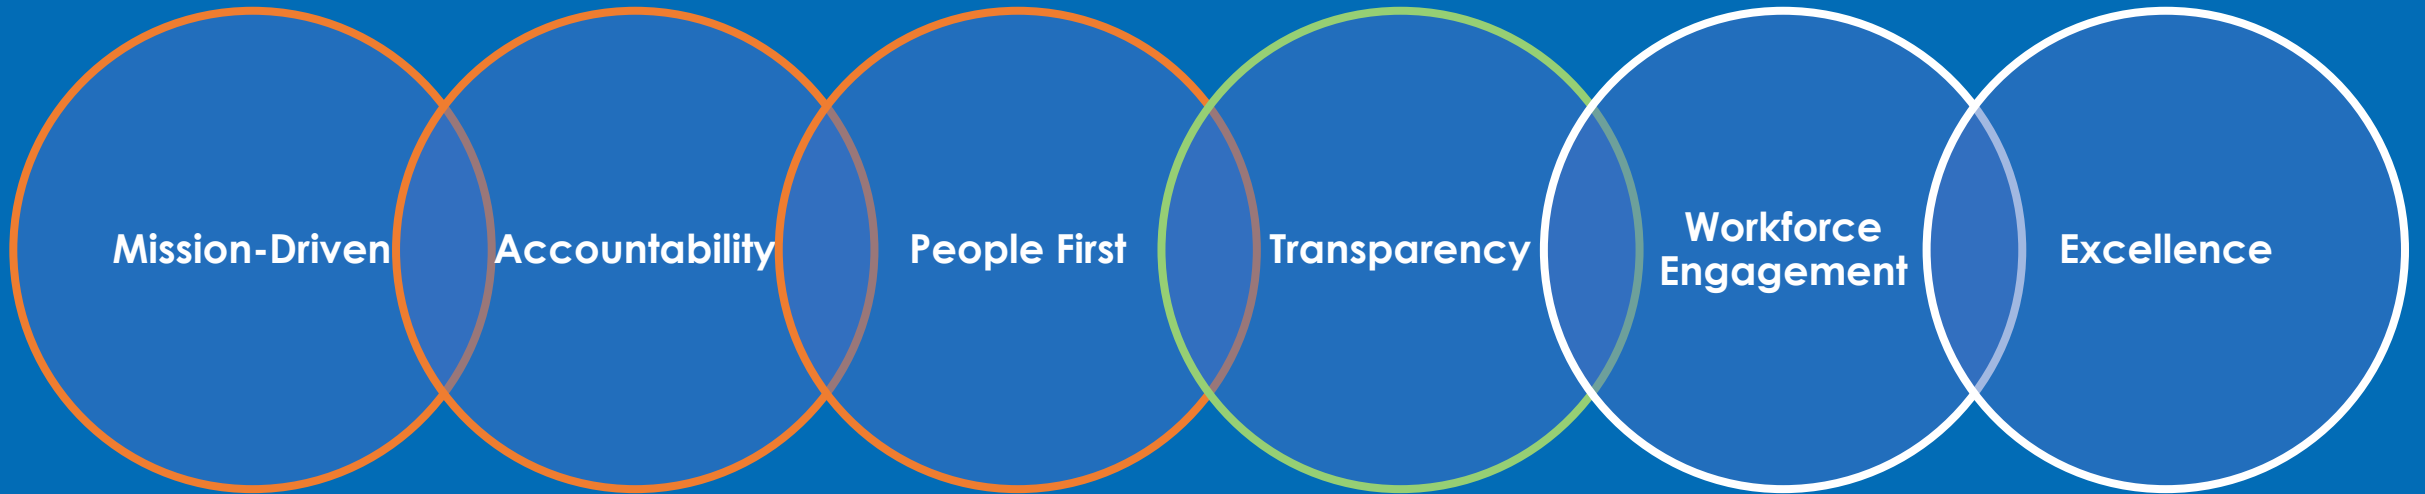 Mission-Driven
Accountability
People First
Transparency
Workforce
Engagement
Excellence